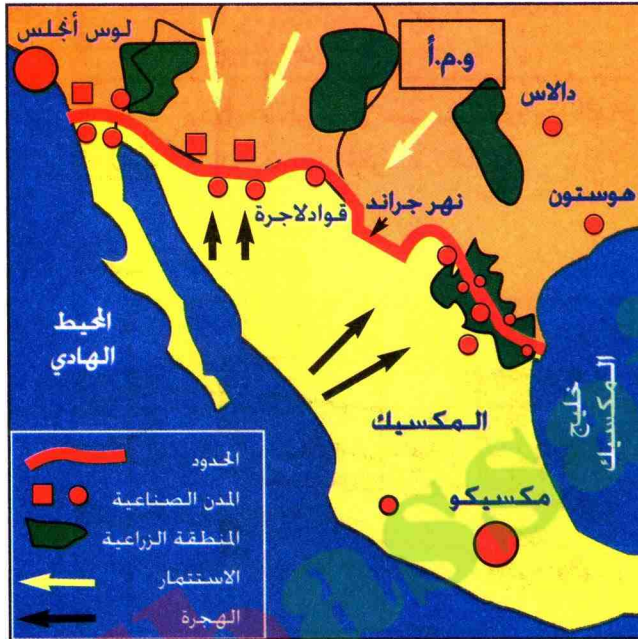 لوس أنجلس
و.م.أ
دالاس
هوستون
نهر جراند
قوادلاجرة
المحيط
الهادي
خليج
المكسيك
المكسيك
مكسيكو
الحدود
المدن الصناعية
المنطقة الزراعية
الاستثمار
الهجرة